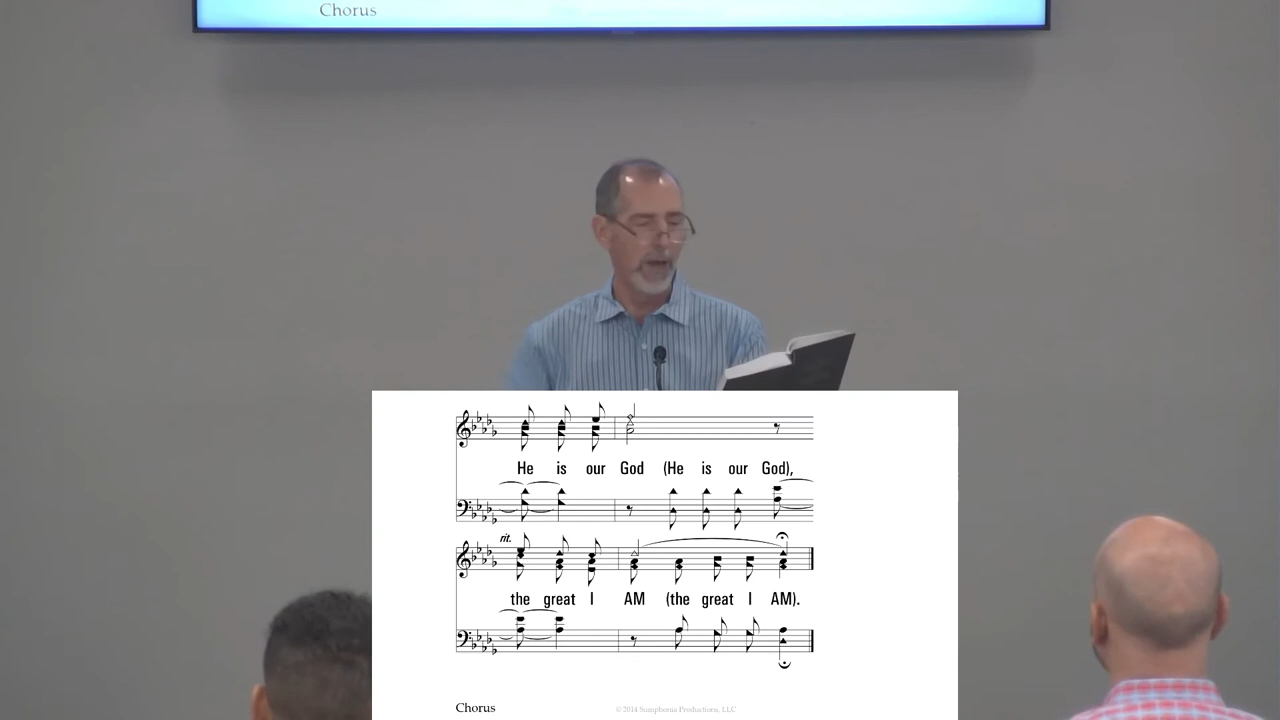 Chorus
He is our God (He is our God),
rit.
the great I AM (the great I AM).
Chorus
© 2014 Sumphonia Productions, LLC